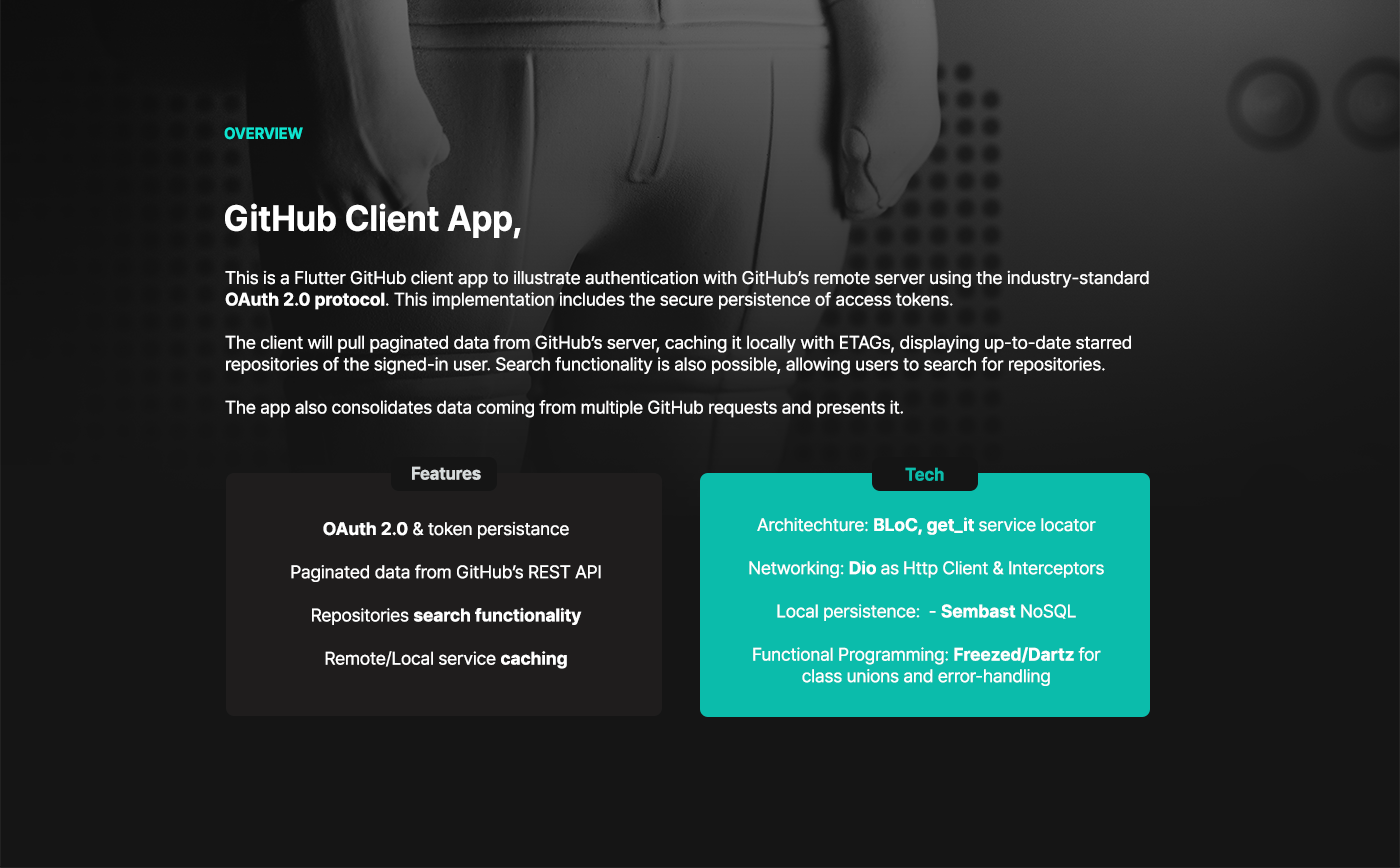 OVERVIEW
GitHub Client App,
This is a Flutter GitHub client app to illustrate authentication with GitHub’s remote server using the industry-standard
OAuth 2.0 protocol. This implementation includes the secure persistence of access tokens.
The client will pull paginated data from GitHub’s server, caching it locally with ETAGs, displaying up-to-date starred
repositories of the signed-in user. Search functionality is also possible, allowing users to search for repositories.
The app also consolidates data coming from multiple GitHub requests and presents it.
Features
OAuth 2.0 & token persistance
Paginated data from GitHub’s REST API
Repositories search functionality
Remote/Local service caching
Tech
Architechture: BLoC, get_it service locator
Networking: Dio as Http Client & Interceptors
Local persistence:  - Sembast NoSQL
Functional Programming: Freezed/Dartz for
class unions and error-handling